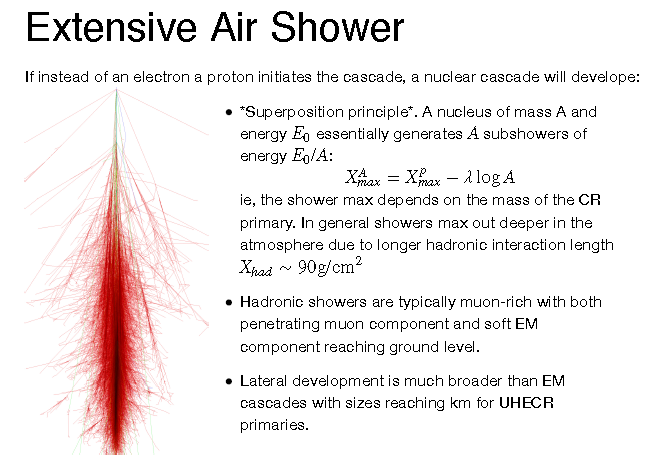 Extensive Air Shower
If instead of an electron a proton initiates the cascade, a nuclear cascade will develope:
• *Superposition principle*. A nucleus of mass A and
energy $E_0$ essentially generates $A$ subshowers of
energy $E_0/A$:
$X_{max}^{A} = X_{max}^{p} - \lambda \log A$
ie, the shower max depends on the mass of the CR
primary. In general showers max out deeper in the
atmosphere due to longer hadronic interaction length
$X_{had} \sim 90 \mathrm{g/cm}^2$
• Hadronic showers are typically muon-rich with both
penetrating muon component and soft EM
component reaching ground level.
• Lateral development is much broader than EM
cascades with sizes reaching km for UHECR
primaries.